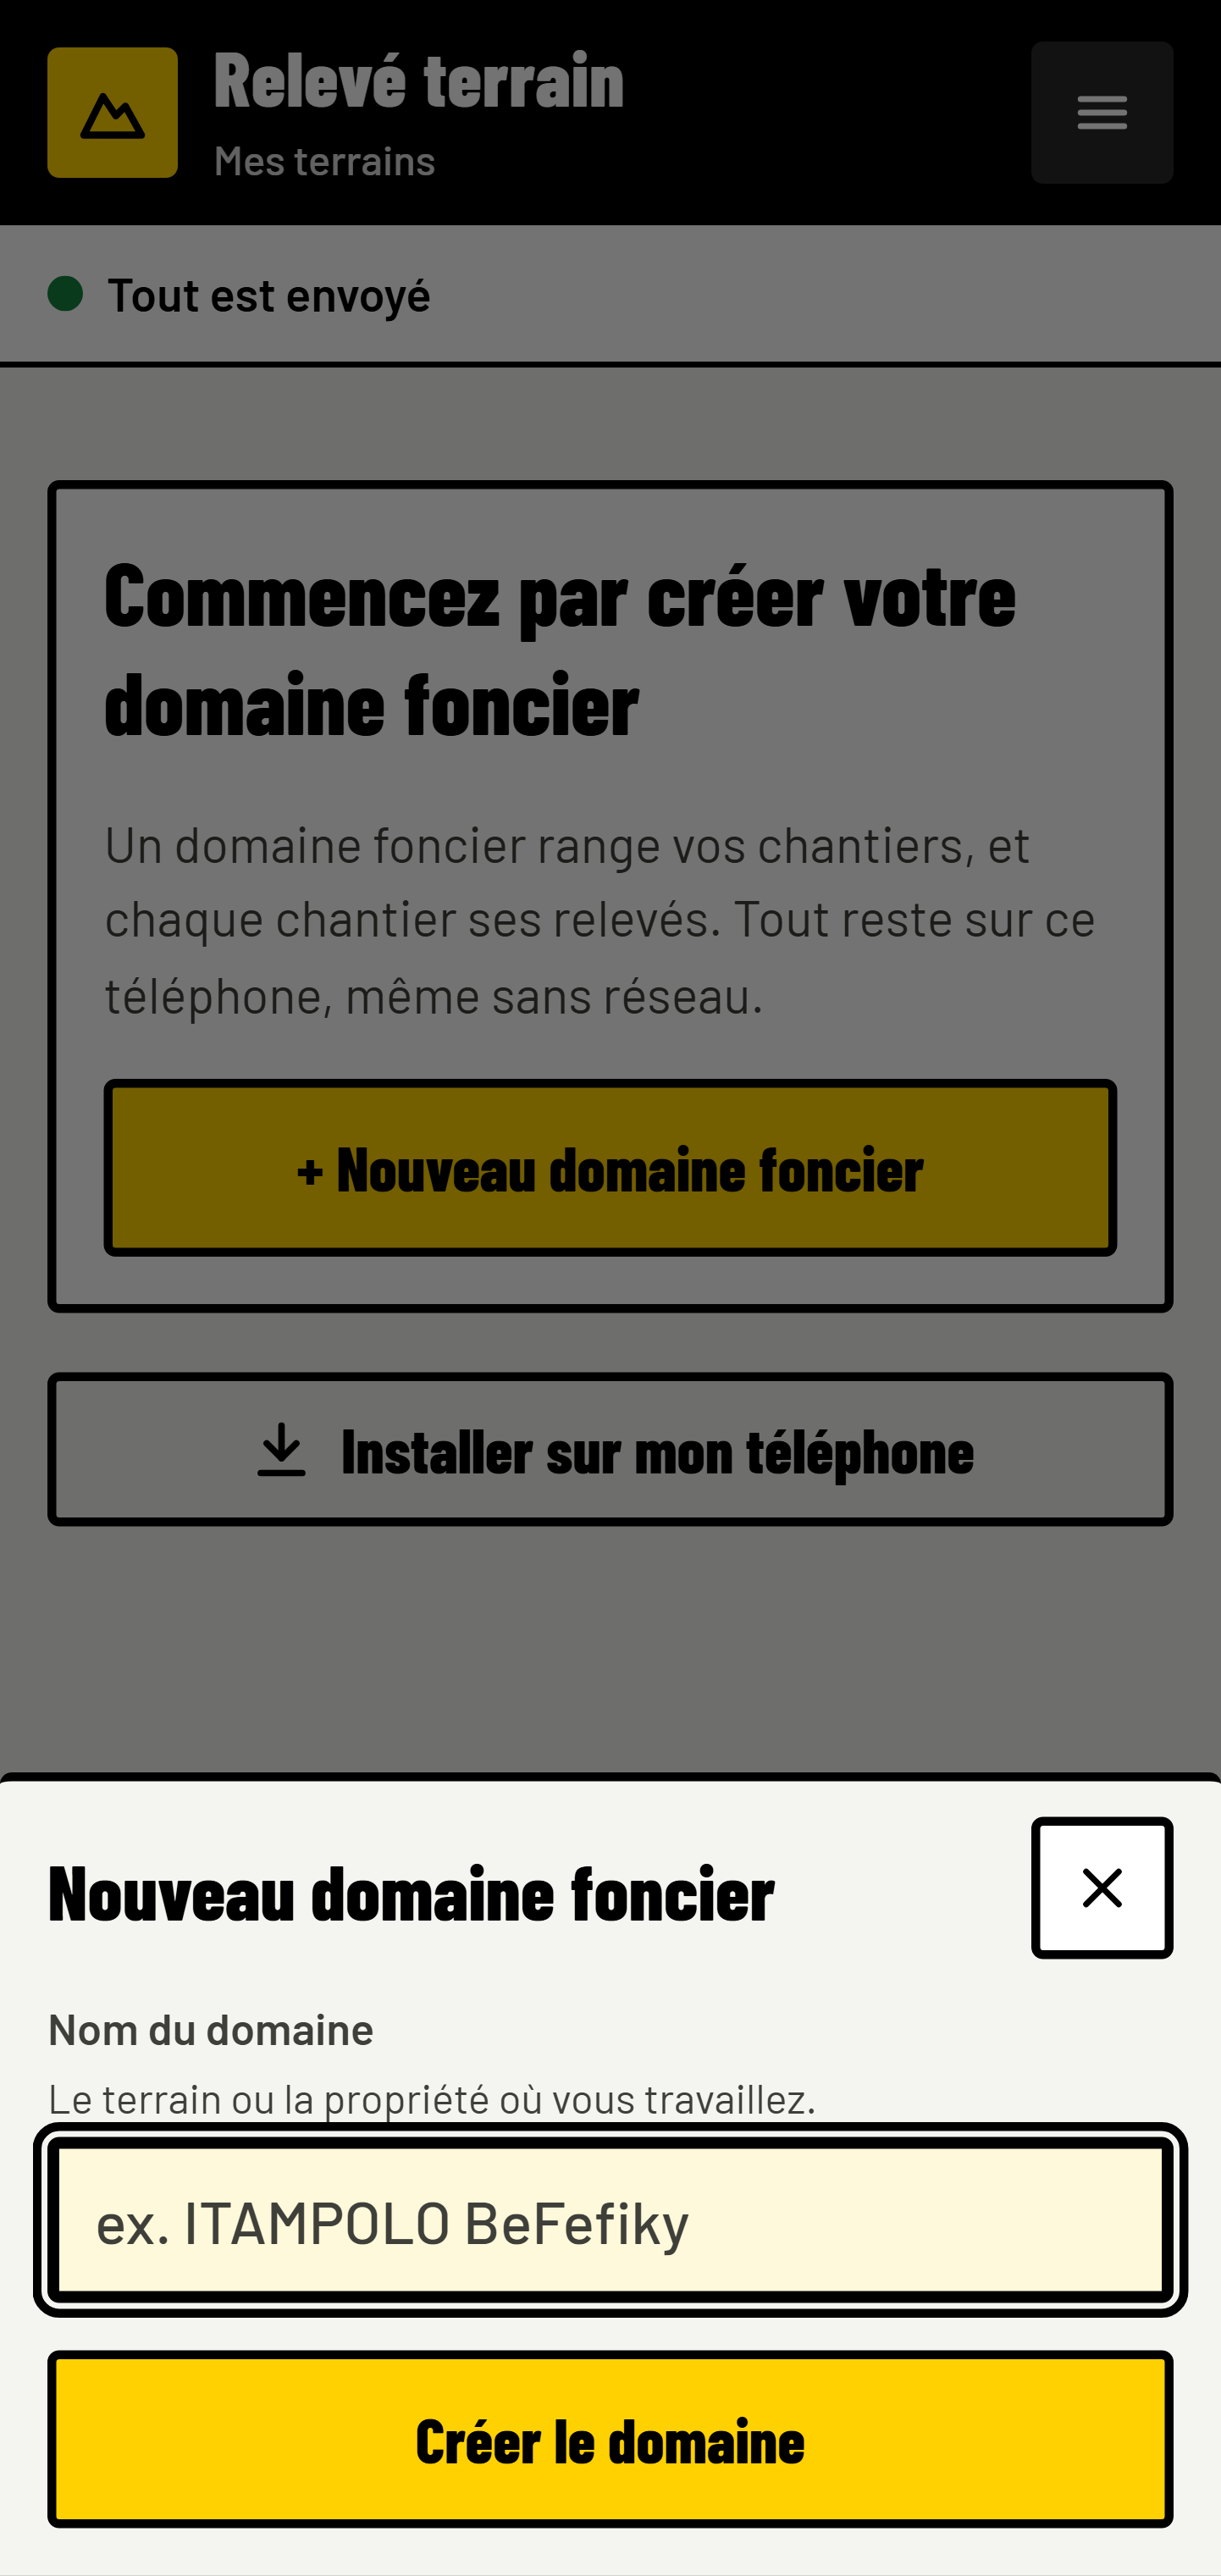 Relevé terrain
Mes terrains
Tout est envoyé
Commencez par créer votre
domaine foncier
Un domaine foncier range vos chantiers, et
chaque chantier ses relevés. Tout reste sur ce
téléphone, même sans réseau.
+ Nouveau domaine foncier
Installer sur mon téléphone
Nouveau domaine foncier
Nom du domaine
Le terrain ou la propriété où vous travaillez.
ex. ITAMPOLO BeFefiky
Créer le domaine